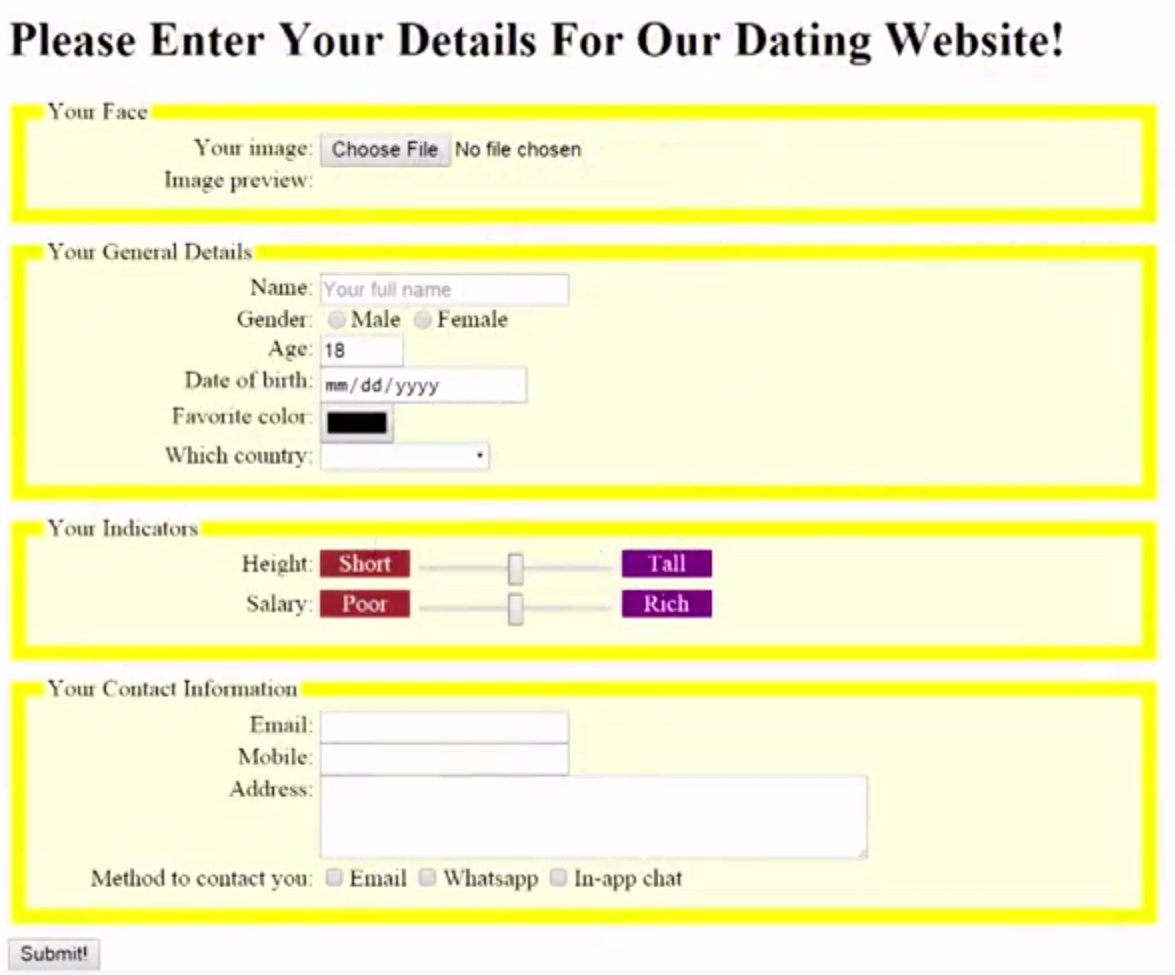 Please Enter Your Details For Our Dating Website!
Your Face
Your image: Choose File No file chosen
Image preview:
Your General Details
Name: Your full name
Gender: Male Female
Age: 18
Date of birth: mm/dd/yyyy
Favorite color:
Which country:
Your Indicators
Height: Short Tall
Salary: Poor Rich
Your Contact Information
Email:
Mobile:
Address:
Method to contact you: Email Whatsapp In-app chat
Submit!